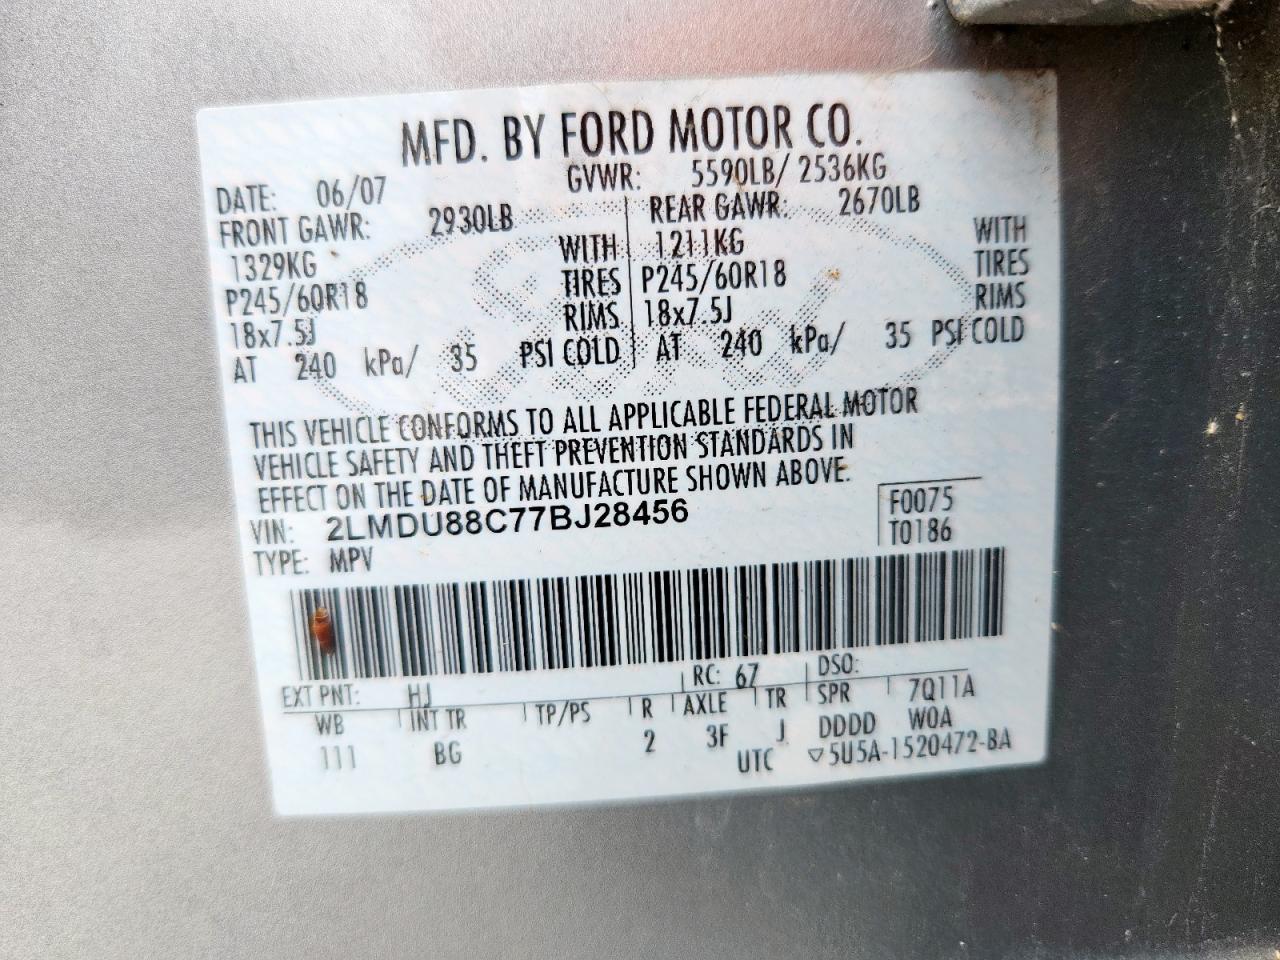 MFD. BY FORD MOTOR CO.
DATE: 06/07 GVWR: 5590LB/ 2536KG
FRONT GAWR: 2930LB REAR GAWR: 2670LB
1329KG WITH 1211KG WITH
P245/60R18 TIRES P245/60R18 TIRES
18x7.5J RIMS 18x7.5J RIMS
AT 240 kPa/ 35 PSI COLD AT 240 kPa/ 35 PSI COLD
THIS VEHICLE CONFORMS TO ALL APPLICABLE FEDERAL MOTOR
VEHICLE SAFETY AND THEFT PREVENTION STANDARDS IN
EFFECT ON THE DATE OF MANUFACTURE SHOWN ABOVE.
VIN: 2LMDU88C77BJ28456 F0075
TYPE: MPV T0186
EXT PNT: HJ RC: 67 DSO:
WB INT TR TP/PS R AXLE TR SPR 7Q11A
111 BG 2 3F J DDDD WOA
UTC ▽5U5A-1520472-BA